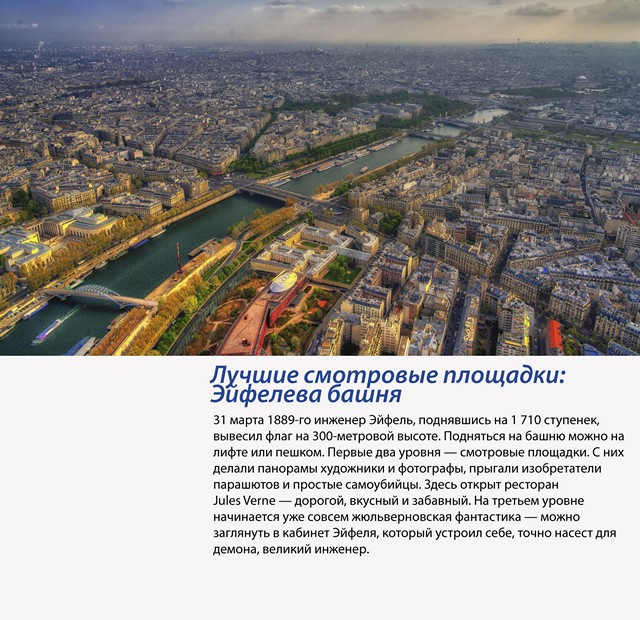 Лучшие смотровые площадки:
Эйфелева башня
31 марта 1889-го инженер Эйфель, поднявшись на 1 710 ступенек,
вывесил флаг на 300-метровой высоте. Подняться на башню можно на
лифте или пешком. Первые два уровня — смотровые площадки. С них
делали панорамы художники и фотографы, прыгали изобретатели
парашютов и простые самоубийцы. Здесь открыт ресторан
Jules Verne — дорогой, вкусный и забавный. На третьем уровне
начинается уже совсем жюльверновская фантастика — можно
заглянуть в кабинет Эйфеля, который устроил себе, точно насест для
демона, великий инженер.